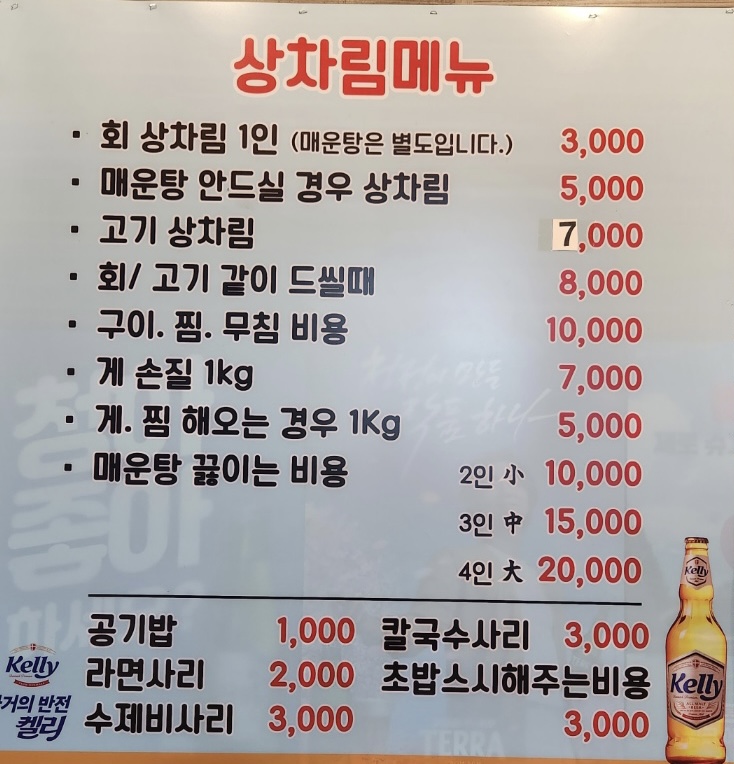 상차림메뉴
· 회 상차림 1인 (매운탕은 별도입니다.) 3,000
· 매운탕 안드실 경우 상차림 5,000
· 고기 상차림 7,000
· 회/ 고기 같이 드씰때 8,000
· 구이. 찜. 무침 비용 10,000
· 게 손질 1kg 7,000
· 게. 찜 해오는 경우 1Kg 5,000
· 매운탕 끓이는 비용 2인 小 10,000
3인 中 15,000
4인 大 20,000
공기밥 1,000 칼국수사리 3,000
라면사리 2,000 초밥스시해주는비용
수제비사리 3,000 3,000
Kelly
거의 반전
켈리
Kelly
Kelly
TERRA